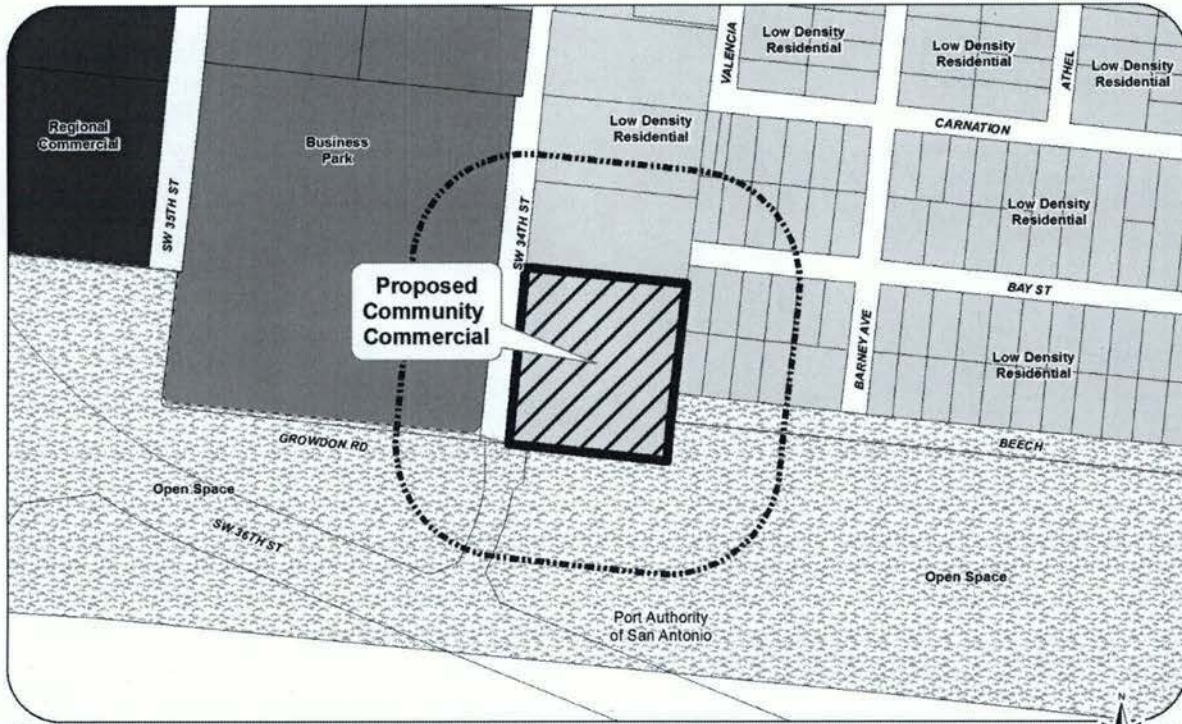 Low Density
Residential
VALENCIA
Low Density
Residential
ATHEL
Low Density
Residential
Regional
Commercial
Business
Park
Low Density
Residential
CARNATION
SW 35TH ST
SW 34TH ST
Low Density
Residential
Proposed
Community
Commercial
BAY ST
BARNEY AVE
Low Density
Residential
GROWDON RD
BEECH
Open Space
SW 36TH ST
Open Space
Port Authority
of San Antonio
N